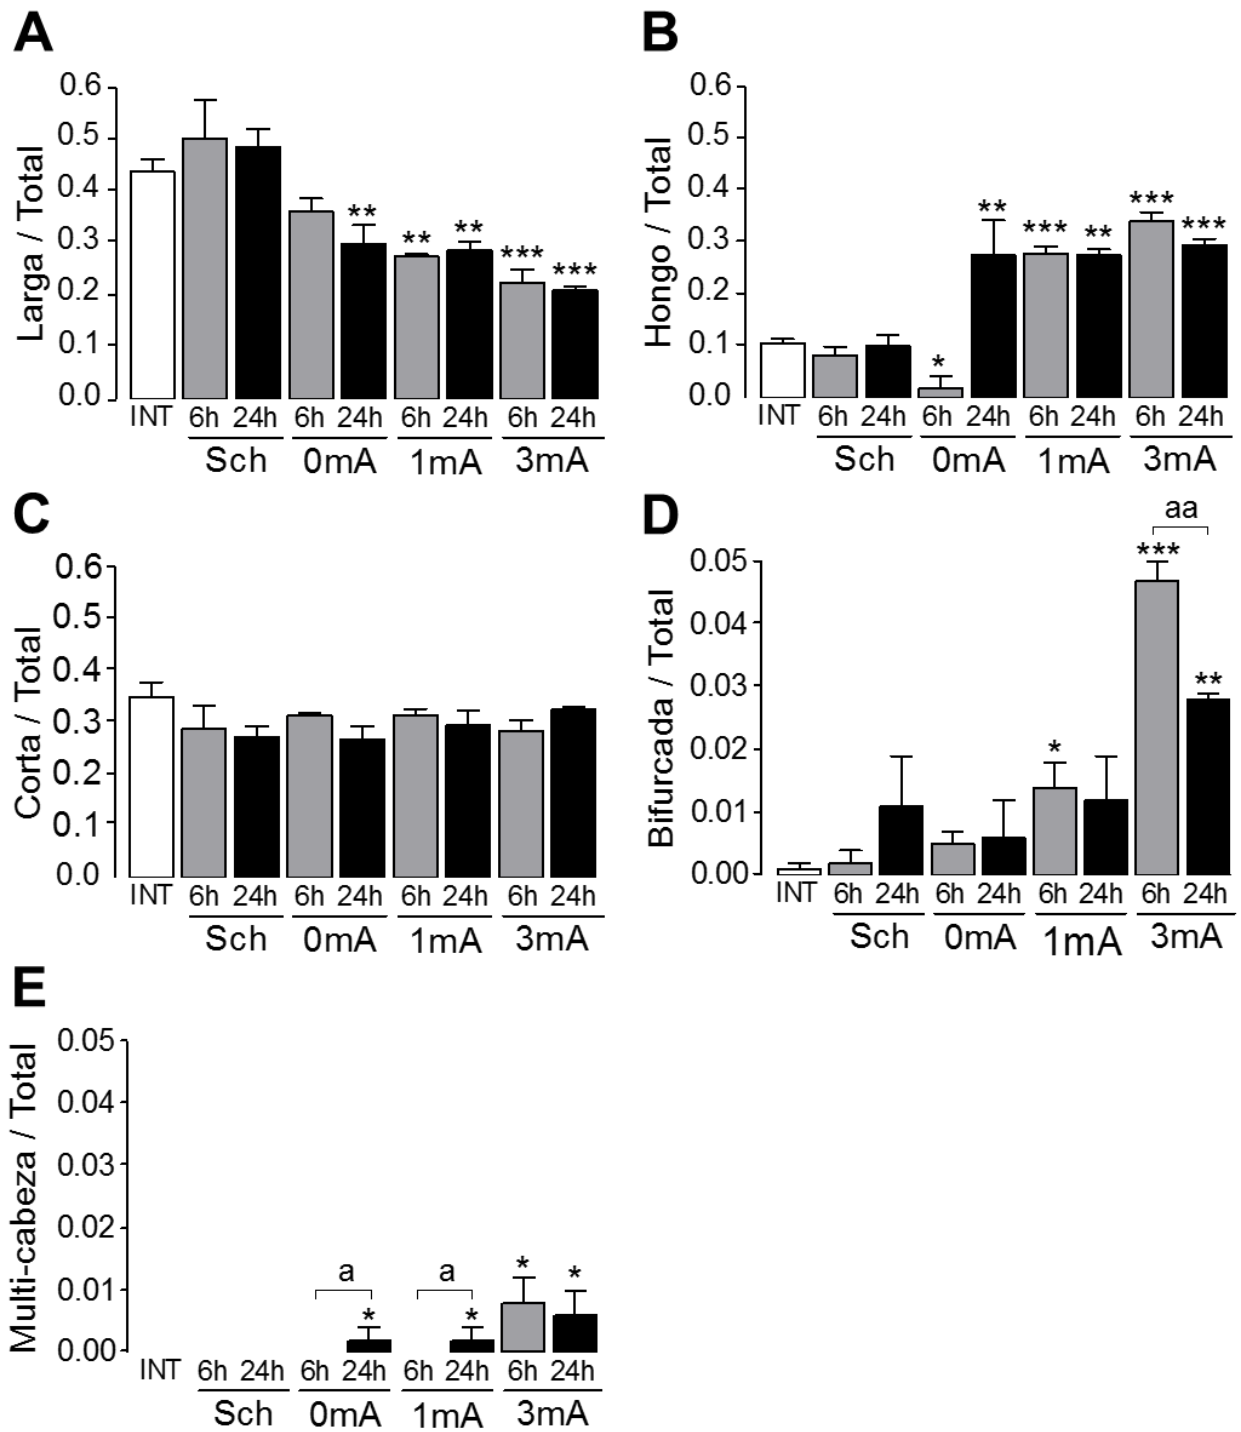 A
Larga / Total
0.6
0.5
0.4
0.3
0.2
0.1
0.0
** ** ** *** ***
INT 6h 24h 6h 24h 6h 24h 6h 24h
Sch 0mA 1mA 3mA
B
Hongo / Total
0.6
0.5
0.4
0.3
0.2
0.1
0.0
* ** *** ** *** ***
INT 6h 24h 6h 24h 6h 24h 6h 24h
Sch 0mA 1mA 3mA
C
Corta / Total
0.6
0.5
0.4
0.3
0.2
0.1
0.0
INT 6h 24h 6h 24h 6h 24h 6h 24h
Sch 0mA 1mA 3mA
D
Bifurcada / Total
0.05
0.04
0.03
0.02
0.01
0.00
aa
* *** **
INT 6h 24h 6h 24h 6h 24h 6h 24h
Sch 0mA 1mA 3mA
E
Multi-cabeza / Total
0.05
0.04
0.03
0.02
0.01
0.00
a a
* * * *
INT 6h 24h 6h 24h 6h 24h 6h 24h
Sch 0mA 1mA 3mA